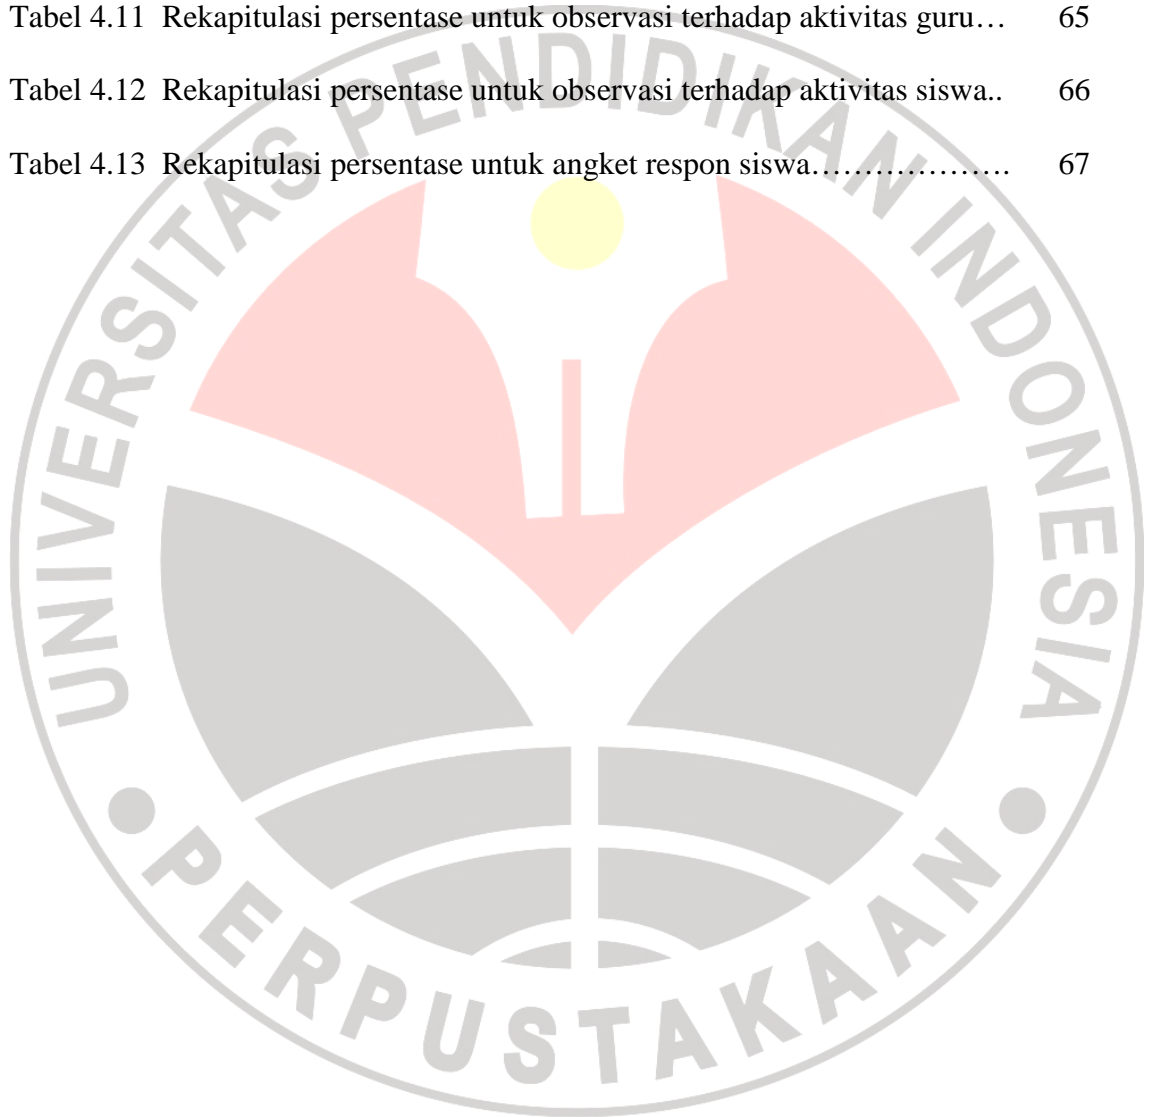 Tabel 4.11 Rekapitulasi persentase untuk observasi terhadap aktivitas guru… 65
Tabel 4.12 Rekapitulasi persentase untuk observasi terhadap aktivitas siswa.. 66
Tabel 4.13 Rekapitulasi persentase untuk angket respon siswa………………. 67
UNIVERSITAS PENDIDIKAN INDONESIA
PERPUSTAKAAN